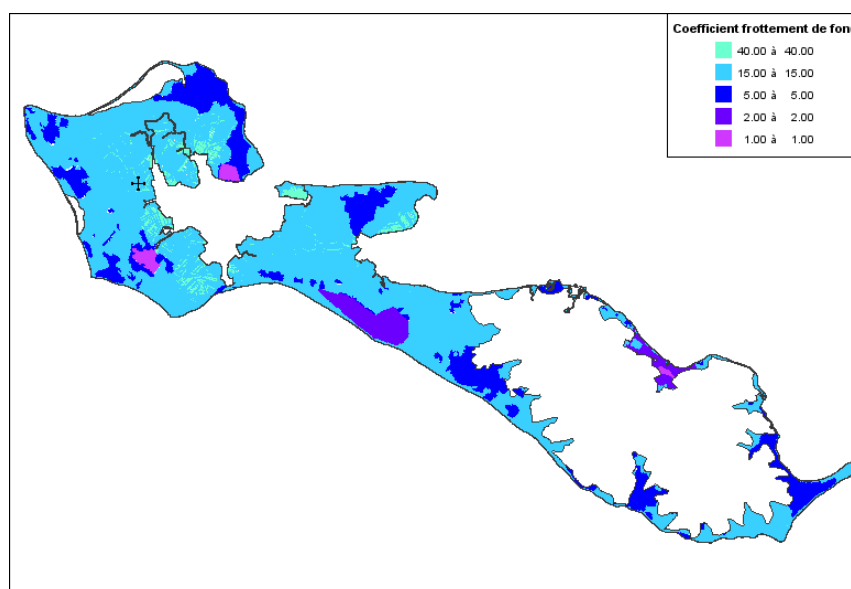 Coefficient frottement de fond
40.00 à 40.00
15.00 à 15.00
5.00 à 5.00
2.00 à 2.00
1.00 à 1.00